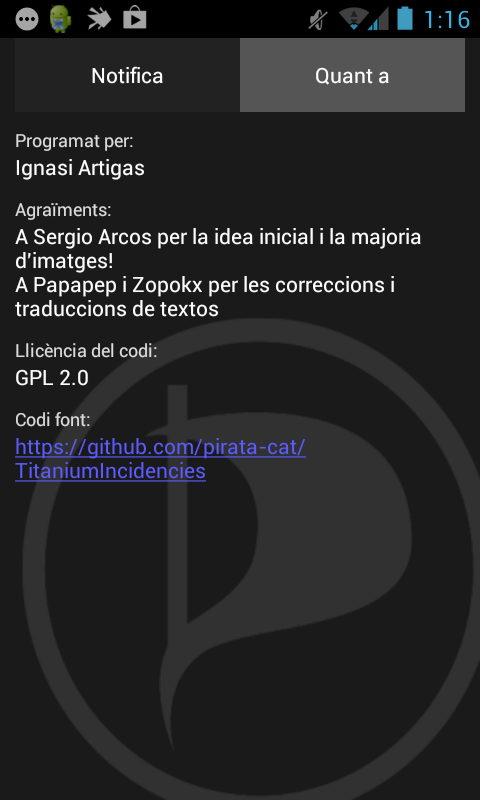 1:16
Notifica
Quant a
Programat per:
Ignasi Artigas
Agraïments:
A Sergio Arcos per la idea inicial i la majoria
d'imatges!
A Papapep i Zopokx per les correccions i
traduccions de textos
Llicència del codi:
GPL 2.0
Codi font:
https://github.com/pirata-cat/
TitaniumIncidencies